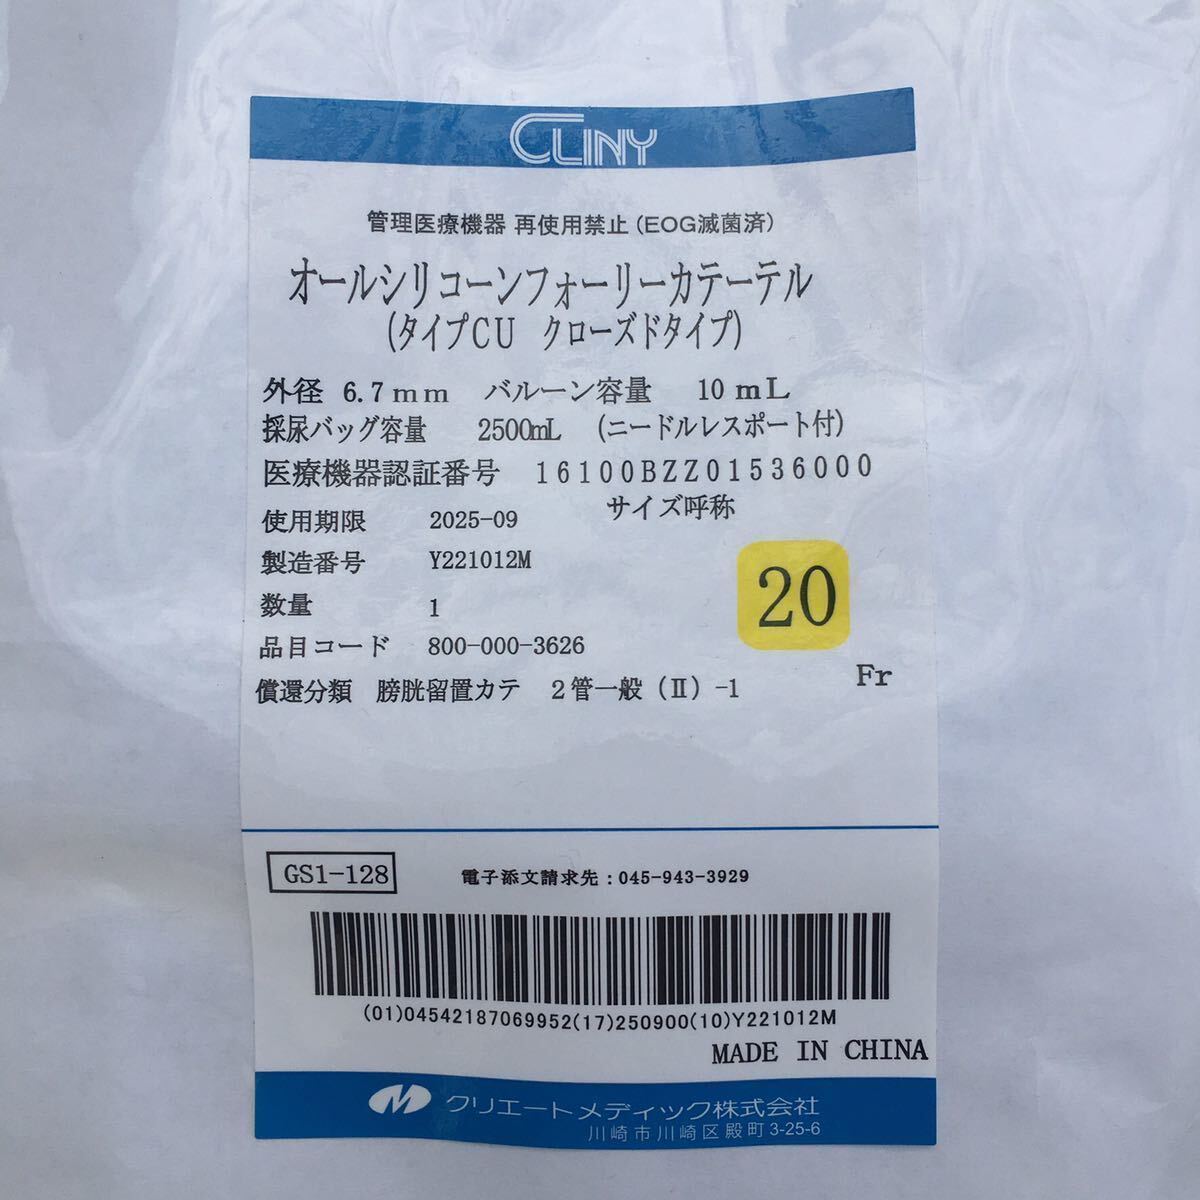 CLINY
管理医療機器 再使用禁止(EOG滅菌済)
オールシリコーンフォーリーカテーテル
(タイプCU クローズドタイプ)
外径 6.7mm バルーン容量 10mL
採尿バッグ容量 2500mL (ニードルレスポート付)
医療機器認証番号 16100BZZ01536000
サイズ呼称
使用期限 2025-09
製造番号 Y221012M
数量 1
20
品目コード 800-000-3626
Fr
償還分類 膀胱留置カテ 2管一般(Ⅱ)-1
GS1-128 電子添文請求先:045-943-3929
(01)04542187069952(17)250900(10)Y221012M
MADE IN CHINA
クリエートメディック株式会社
川崎市川崎区殿町3-25-6